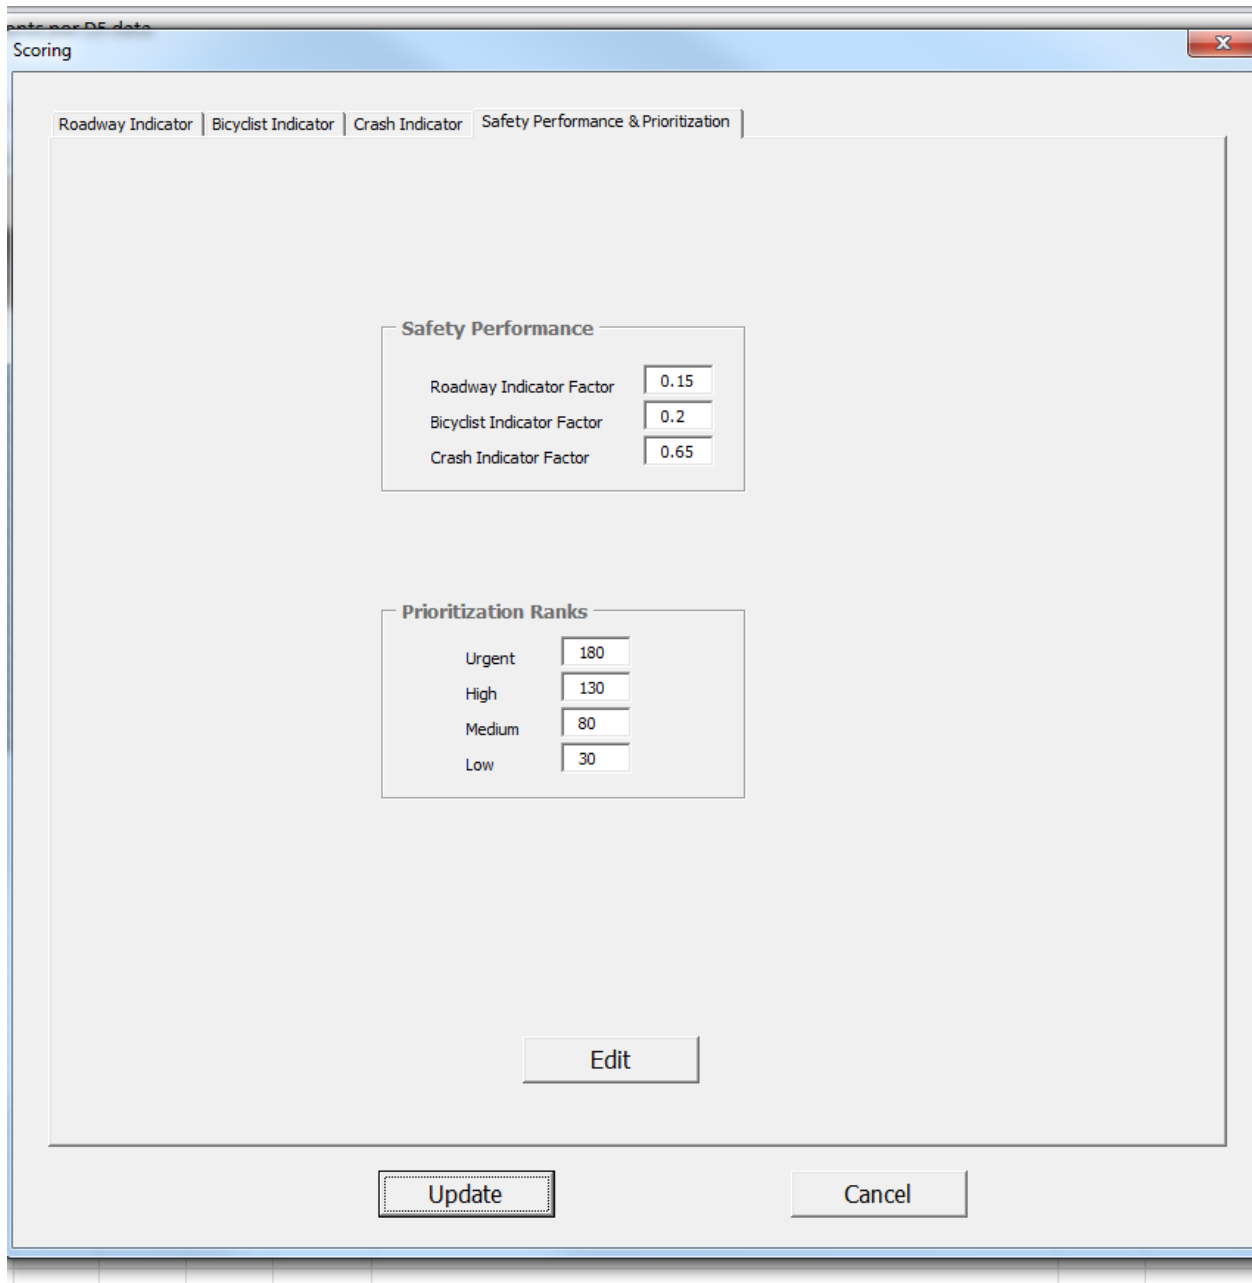 Scoring
Roadway Indicator Bicyclist Indicator Crash Indicator Safety Performance & Prioritization
Safety Performance
Roadway Indicator Factor 0.15
Bicyclist Indicator Factor 0.2
Crash Indicator Factor 0.65
Prioritization Ranks
Urgent 180
High 130
Medium 80
Low 30
Edit
Update Cancel